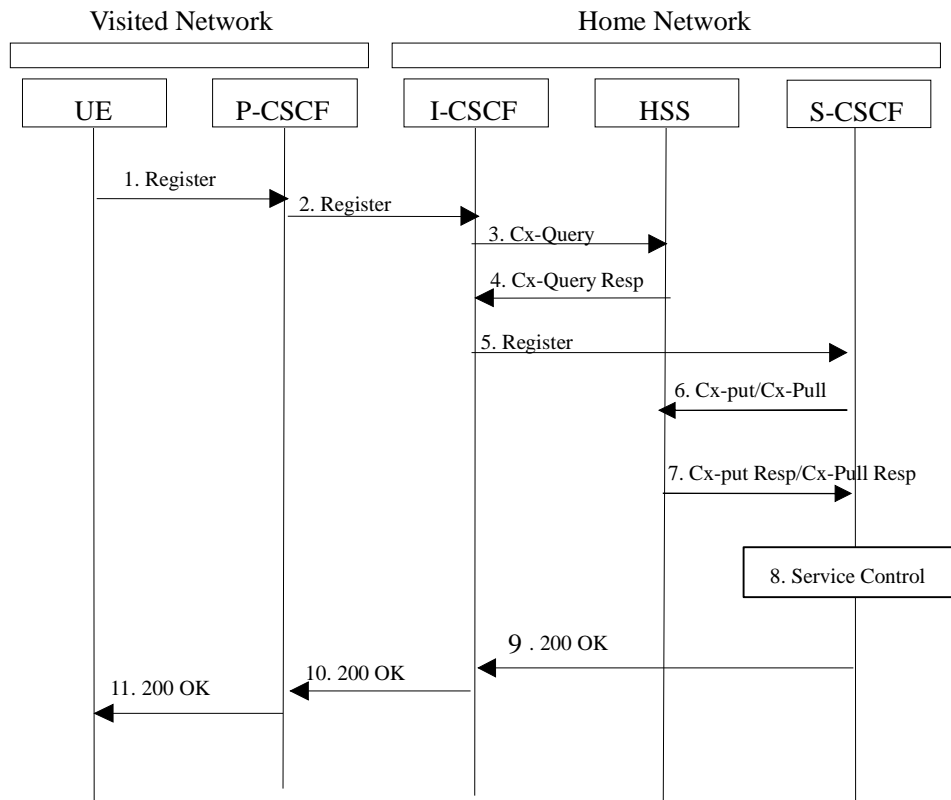 Visited Network
Home Network
UE
P-CSCF
I-CSCF
HSS
S-CSCF
1. Register
2. Register
3. Cx-Query
4. Cx-Query Resp
5. Register
6. Cx-put/Cx-Pull
7. Cx-put Resp/Cx-Pull Resp
8. Service Control
9 . 200 OK
10. 200 OK
11. 200 OK